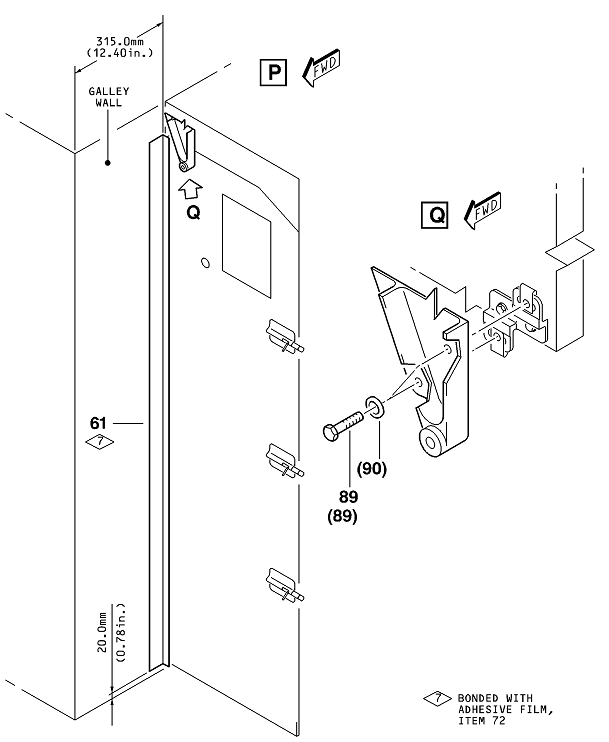 315.0mm
(12.40in.)
P
FWD
GALLEY
WALL
Q
Q
FWD
61
7
(90)
89
(89)
20.0mm
(0.78in.)
7 BONDED WITH
ADHESIVE FILM,
ITEM 72